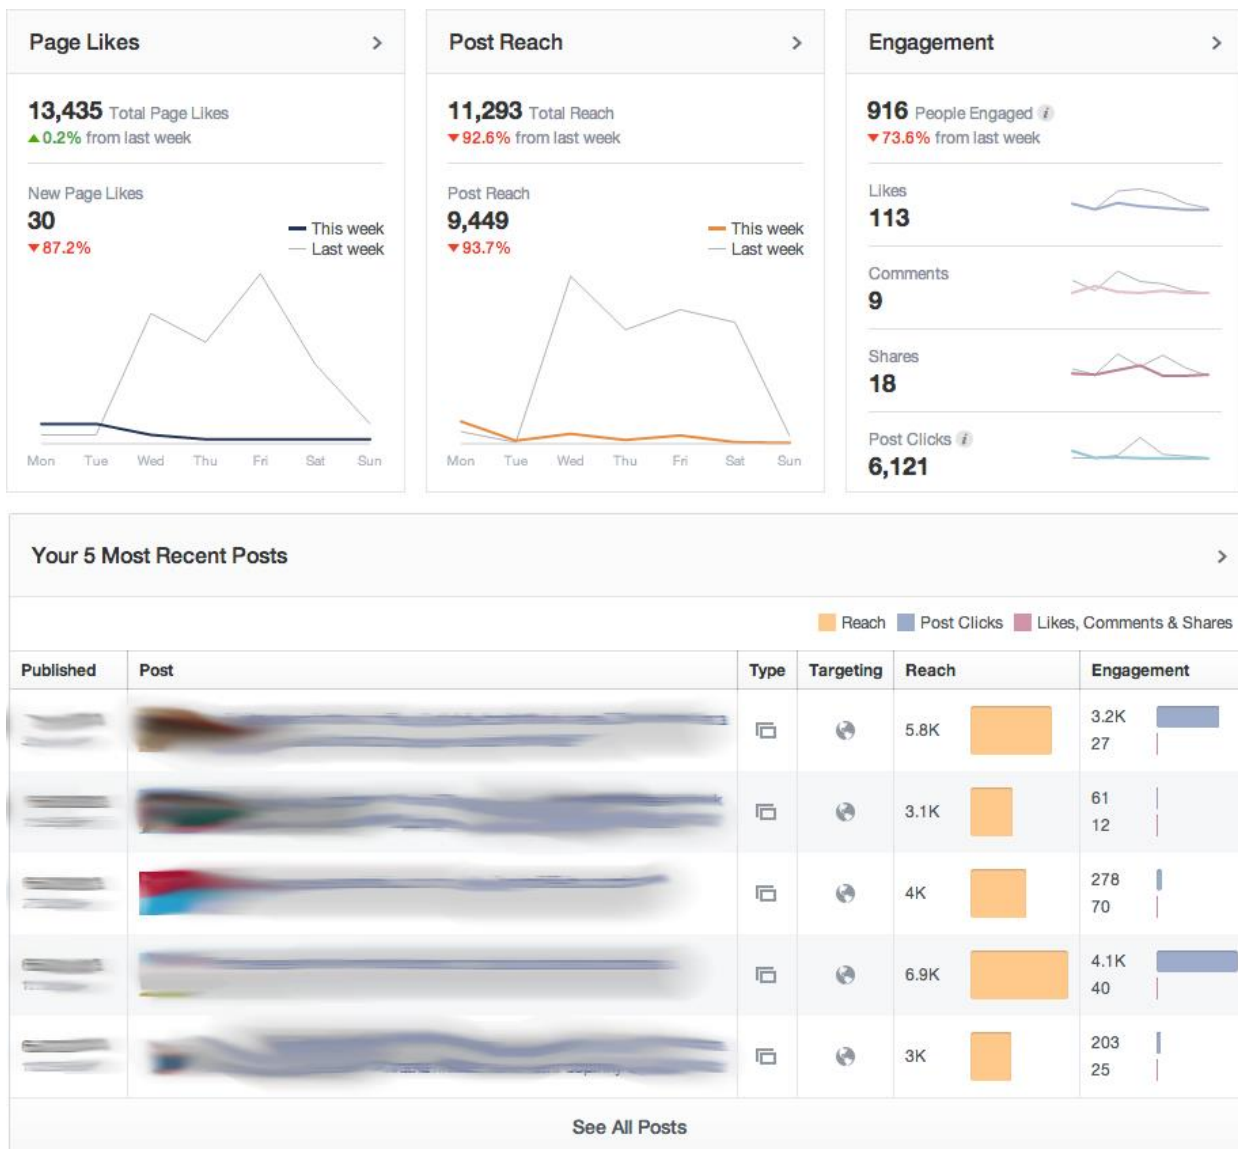 Page Likes
13,435 Total Page Likes
0.2% from last week
New Page Likes
30
87.2%
This week
Last week
Mon Tue Wed Thu Fri Sat Sun
Post Reach
11,293 Total Reach
92.6% from last week
Post Reach
9,449
93.7%
This week
Last week
Mon Tue Wed Thu Fri Sat Sun
Engagement
916 People Engaged i
73.6% from last week
Likes
113
Comments
9
Shares
18
Post Clicks i
6,121
Your 5 Most Recent Posts
Reach Post Clicks Likes, Comments & Shares
Published Post Type Targeting Reach Engagement
5.8K 3.2K
27
3.1K 61
12
4K 278
70
6.9K 4.1K
40
3K 203
25
See All Posts